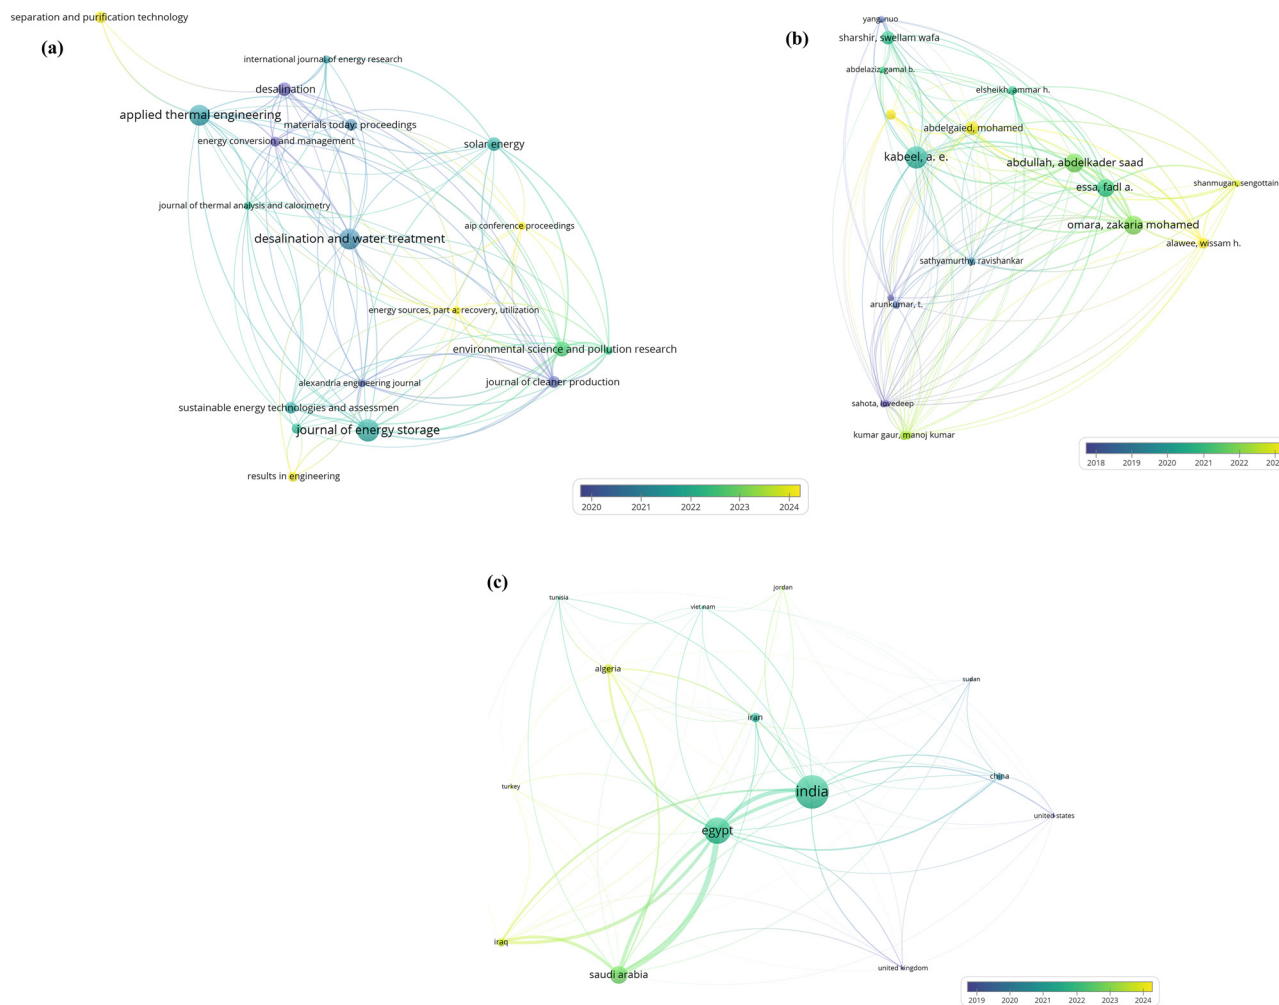 separation and purification technology
(a)
international journal of energy research
desalination
applied thermal engineering
materials today: proceedings
energy conversion and management
solar energy
journal of thermal analysis and calorimetry
aip conference proceedings
desalination and water treatment
energy sources, part a: recovery, utilization
environmental science and pollution research
alexandria engineering journal
journal of cleaner production
sustainable energy technologies and assessmen
journal of energy storage
results in engineering
2020 2021 2022 2023 2024
(b)
yang, nuo
sharshir, swellam wafa
abdelaziz, gamal b.
elsheikh, ammar h.
abdelgaied, mohamed
kabeel, a. e.
abdullah, abdelkader saad
shanmugan, sengottain
essa, fadl a.
omara, zakaria mohamed
alawee, wissam h.
sathyamurthy, ravishankar
arunkumar, t.
sahota, lovedeep
kumar gaur, manoj kumar
2018 2019 2020 2021 2022
(c)
jordan
tunisia
viet nam
algeria
sudan
iran
china
turkey
india
united states
egypt
iraq
saudi arabia
united kingdom
2019 2020 2021 2022 2023 2024